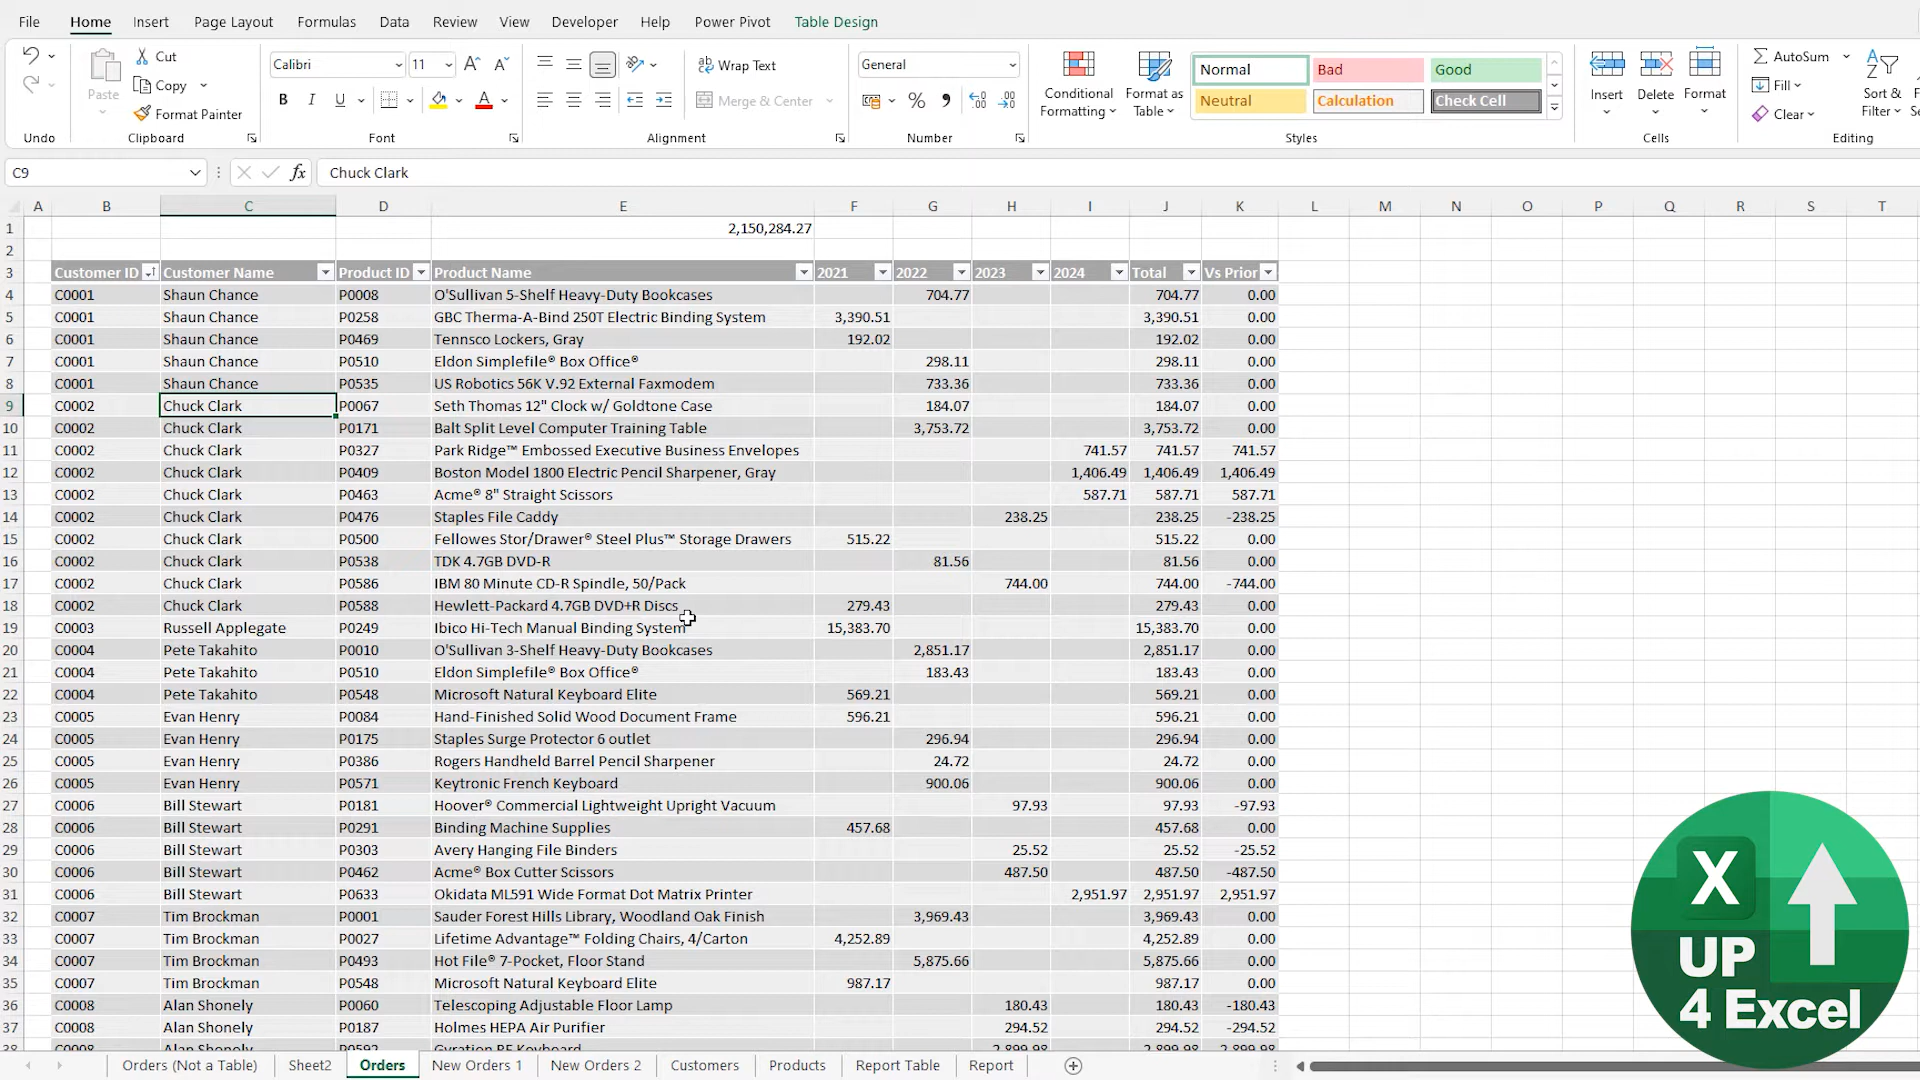 File Home Insert Page Layout Formulas Data Review View Developer Help Power Pivot Table Design
Cut
Copy
Format Painter
Paste
Calibri 11
B I U
Wrap Text
Merge & Center
General
Conditional Formatting
Format as Table
Normal Bad Good
Neutral Calculation Check Cell
Insert Delete Format
AutoSum
Fill
Clear
Sort & Filter
Undo Clipboard Font Alignment Number Styles Cells Editing
C9 fx Chuck Clark
A B C D E F G H I J K L M N O P Q R S T
1 2,150,284.27
2
3 Customer ID Customer Name Product ID Product Name 2021 2022 2023 2024 Total Vs Prior
4 C0001 Shaun Chance P0008 O'Sullivan 5-Shelf Heavy-Duty Bookcases 704.77 704.77 0.00
5 C0001 Shaun Chance P0258 GBC Therma-A-Bind 250T Electric Binding System 3,390.51 3,390.51 0.00
6 C0001 Shaun Chance P0469 Tennsco Lockers, Gray 192.02 192.02 0.00
7 C0001 Shaun Chance P0510 Eldon Simplefile® Box Office® 298.11 298.11 0.00
8 C0001 Shaun Chance P0535 US Robotics 56K V.92 External Faxmodem 733.36 733.36 0.00
9 C0002 Chuck Clark P0067 Seth Thomas 12" Clock w/ Goldtone Case 184.07 184.07 0.00
10 C0002 Chuck Clark P0171 Balt Split Level Computer Training Table 3,753.72 3,753.72 0.00
11 C0002 Chuck Clark P0327 Park Ridge™ Embossed Executive Business Envelopes 741.57 741.57 741.57
12 C0002 Chuck Clark P0409 Boston Model 1800 Electric Pencil Sharpener, Gray 1,406.49 1,406.49 1,406.49
13 C0002 Chuck Clark P0463 Acme® 8" Straight Scissors 587.71 587.71 587.71
14 C0002 Chuck Clark P0476 Staples File Caddy 238.25 238.25 -238.25
15 C0002 Chuck Clark P0500 Fellowes Stor/Drawer® Steel Plus™ Storage Drawers 515.22 515.22 0.00
16 C0002 Chuck Clark P0538 TDK 4.7GB DVD-R 81.56 81.56 0.00
17 C0002 Chuck Clark P0586 IBM 80 Minute CD-R Spindle, 50/Pack 744.00 744.00 -744.00
18 C0002 Chuck Clark P0588 Hewlett-Packard 4.7GB DVD+R Discs 279.43 279.43 0.00
19 C0003 Russell Applegate P0249 Ibico Hi-Tech Manual Binding System 15,383.70 15,383.70 0.00
20 C0004 Pete Takahito P0010 O'Sullivan 3-Shelf Heavy-Duty Bookcases 2,851.17 2,851.17 0.00
21 C0004 Pete Takahito P0510 Eldon Simplefile® Box Office® 183.43 183.43 0.00
22 C0004 Pete Takahito P0548 Microsoft Natural Keyboard Elite 569.21 569.21 0.00
23 C0005 Evan Henry P0084 Hand-Finished Solid Wood Document Frame 596.21 596.21 0.00
24 C0005 Evan Henry P0175 Staples Surge Protector 6 outlet 296.94 296.94 0.00
25 C0005 Evan Henry P0386 Rogers Handheld Barrel Pencil Sharpener 24.72 24.72 0.00
26 C0005 Evan Henry P0571 Keytronic French Keyboard 900.06 900.06 0.00
27 C0006 Bill Stewart P0181 Hoover® Commercial Lightweight Upright Vacuum 97.93 97.93 -97.93
28 C0006 Bill Stewart P0291 Binding Machine Supplies 457.68 457.68 0.00
29 C0006 Bill Stewart P0303 Avery Hanging File Binders 25.52 25.52 -25.52
30 C0006 Bill Stewart P0462 Acme® Box Cutter Scissors 487.50 487.50 -487.50
31 C0006 Bill Stewart P0633 Okidata ML591 Wide Format Dot Matrix Printer 2,951.97 2,951.97 2,951.97
32 C0007 Tim Brockman P0001 Sauder Forest Hills Library, Woodland Oak Finish 3,969.43 3,969.43 0.00
33 C0007 Tim Brockman P0027 Lifetime Advantage™ Folding Chairs, 4/Carton 4,252.89 4,252.89 0.00
34 C0007 Tim Brockman P0493 Hot File® 7-Pocket, Floor Stand 5,875.66 5,875.66 0.00
35 C0007 Tim Brockman P0548 Microsoft Natural Keyboard Elite 987.17 987.17 0.00
36 C0008 Alan Shonely P0060 Telescoping Adjustable Floor Lamp 180.43 180.43 -180.43
37 C0008 Alan Shonely P0187 Holmes HEPA Air Purifier 294.52 294.52 -294.52
X
UP
4 Excel
Orders (Not a Table) Sheet2 Orders New Orders 1 New Orders 2 Customers Products Report Table Report